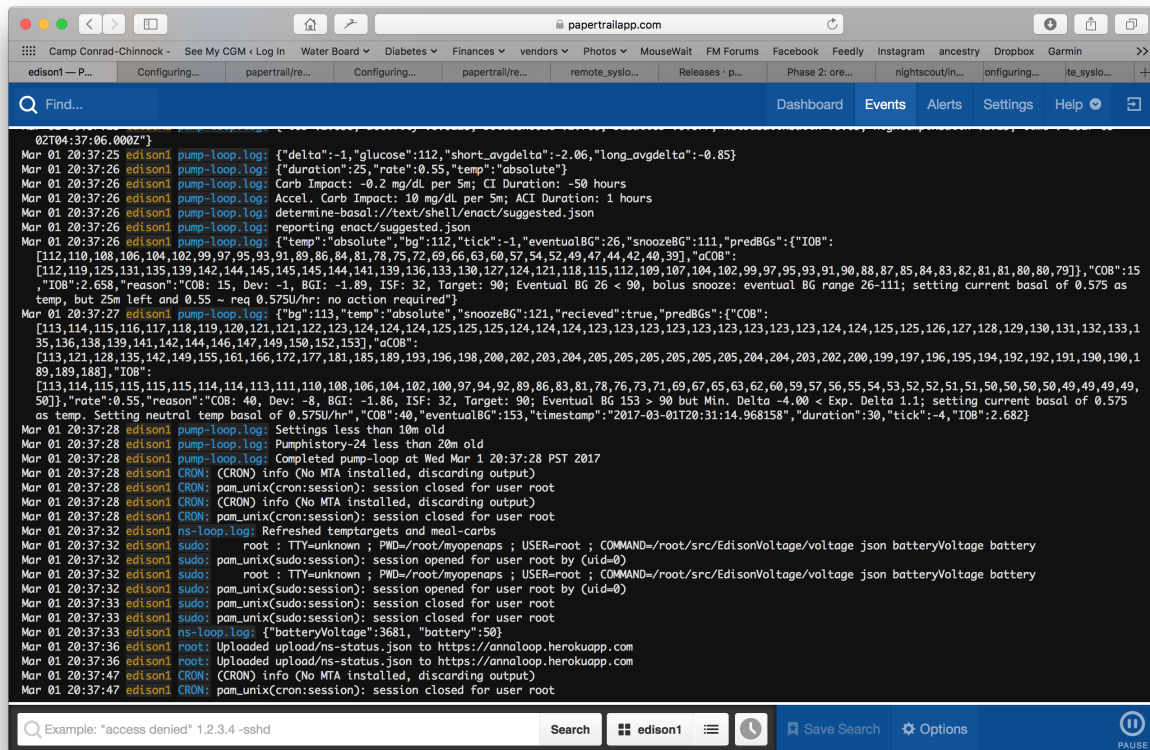 papertrailapp.com
Camp Conrad-Chinnock - See My CGM < Log In Water Board Diabetes Finances vendors Photos MouseWait FM Forums Facebook Feedly Instagram ancestry Dropbox Garmin >>
edison1 — P... Configuring... papertrail/re... Configuring... papertrail/re... remote_syslo... Releases · p... Phase 2: ore... nightscout/in... onfiguring... te_syslo... +
Find... Dashboard Events Alerts Settings Help
02T04:37:06.000Z"}
Mar 01 20:37:25 edison1 pump-loop.log: {"delta":-1,"glucose":112,"short_avgdelta":-2.06,"long_avgdelta":-0.85}
Mar 01 20:37:26 edison1 pump-loop.log: {"duration":25,"rate":0.55,"temp":"absolute"}
Mar 01 20:37:26 edison1 pump-loop.log: Carb Impact: -0.2 mg/dL per 5m; CI Duration: -50 hours
Mar 01 20:37:26 edison1 pump-loop.log: Accel. Carb Impact: 10 mg/dL per 5m; ACI Duration: 1 hours
Mar 01 20:37:26 edison1 pump-loop.log: determine-basal://text/shell/enact/suggested.json
Mar 01 20:37:26 edison1 pump-loop.log: reporting enact/suggested.json
Mar 01 20:37:26 edison1 pump-loop.log: {"temp":"absolute","bg":112,"tick":-1,"eventualBG":26,"snoozeBG":111,"predBGs":{"IOB":
[112,110,108,106,104,102,99,97,95,93,91,89,86,84,81,78,75,72,69,66,63,60,57,54,52,49,47,44,42,40,39],"aCOB":
[112,119,125,131,135,139,142,144,145,145,145,144,141,139,136,133,130,127,124,121,118,115,112,109,107,104,102,99,97,95,93,91,90,88,87,85,84,83,82,81,81,80,80,79]},"COB":15
,"IOB":2.658,"reason":"COB: 15, Dev: -1, BGI: -1.89, ISF: 32, Target: 90; Eventual BG 26 < 90, bolus snooze: eventual BG range 26-111; setting current basal of 0.575 as
temp, but 25m left and 0.55 ~ req 0.575U/hr: no action required"}
Mar 01 20:37:27 edison1 pump-loop.log: {"bg":113,"temp":"absolute","snoozeBG":121,"recieved":true,"predBGs":{"COB":
[113,114,115,116,117,118,119,120,121,121,122,123,124,124,124,125,125,125,124,124,124,123,123,123,123,123,123,123,123,123,124,124,125,125,126,127,128,129,130,131,132,133,1
35,136,138,139,141,142,144,146,147,149,150,152,153],"aCOB":
[113,121,128,135,142,149,155,161,166,172,177,181,185,189,193,196,198,200,202,203,204,205,205,205,205,205,205,204,204,203,202,200,199,197,196,195,194,192,192,191,190,190,1
89,189,188],"IOB":
[113,114,115,115,115,115,114,114,113,111,110,108,106,104,102,100,97,94,92,89,86,83,81,78,76,73,71,69,67,65,63,62,60,59,57,56,55,54,53,52,52,51,51,50,50,50,50,49,49,49,49,
50]},"rate":0.55,"reason":"COB: 40, Dev: -8, BGI: -1.86, ISF: 32, Target: 90; Eventual BG 153 > 90 but Min. Delta -4.00 < Exp. Delta 1.1; setting current basal of 0.575
as temp. Setting neutral temp basal of 0.575U/hr","COB":40,"eventualBG":153,"timestamp":"2017-03-01T20:31:14.968158","duration":30,"tick":-4,"IOB":2.682}
Mar 01 20:37:28 edison1 pump-loop.log: Settings less than 10m old
Mar 01 20:37:28 edison1 pump-loop.log: Pumphistory-24 less than 20m old
Mar 01 20:37:28 edison1 pump-loop.log: Completed pump-loop at Wed Mar 1 20:37:28 PST 2017
Mar 01 20:37:28 edison1 CRON: (CRON) info (No MTA installed, discarding output)
Mar 01 20:37:28 edison1 CRON: pam_unix(cron:session): session closed for user root
Mar 01 20:37:28 edison1 CRON: (CRON) info (No MTA installed, discarding output)
Mar 01 20:37:28 edison1 CRON: pam_unix(cron:session): session closed for user root
Mar 01 20:37:32 edison1 ns-loop.log: Refreshed temptargets and meal-carbs
Mar 01 20:37:32 edison1 sudo: root : TTY=unknown ; PWD=/root/myopenaps ; USER=root ; COMMAND=/root/src/EdisonVoltage/voltage json batteryVoltage battery
Mar 01 20:37:32 edison1 sudo: pam_unix(sudo:session): session opened for user root by (uid=0)
Mar 01 20:37:32 edison1 sudo: root : TTY=unknown ; PWD=/root/myopenaps ; USER=root ; COMMAND=/root/src/EdisonVoltage/voltage json batteryVoltage battery
Mar 01 20:37:32 edison1 sudo: pam_unix(sudo:session): session opened for user root by (uid=0)
Mar 01 20:37:33 edison1 sudo: pam_unix(sudo:session): session closed for user root
Mar 01 20:37:33 edison1 sudo: pam_unix(sudo:session): session closed for user root
Mar 01 20:37:33 edison1 ns-loop.log: {"batteryVoltage":3681, "battery":50}
Mar 01 20:37:36 edison1 root: Uploaded upload/ns-status.json to https://annaloop.herokuapp.com
Mar 01 20:37:36 edison1 root: Uploaded upload/ns-status.json to https://annaloop.herokuapp.com
Mar 01 20:37:47 edison1 CRON: (CRON) info (No MTA installed, discarding output)
Mar 01 20:37:47 edison1 CRON: pam_unix(cron:session): session closed for user root
Example: "access denied" 1.2.3.4 -sshd Search edison1 Save Search Options PAUSE